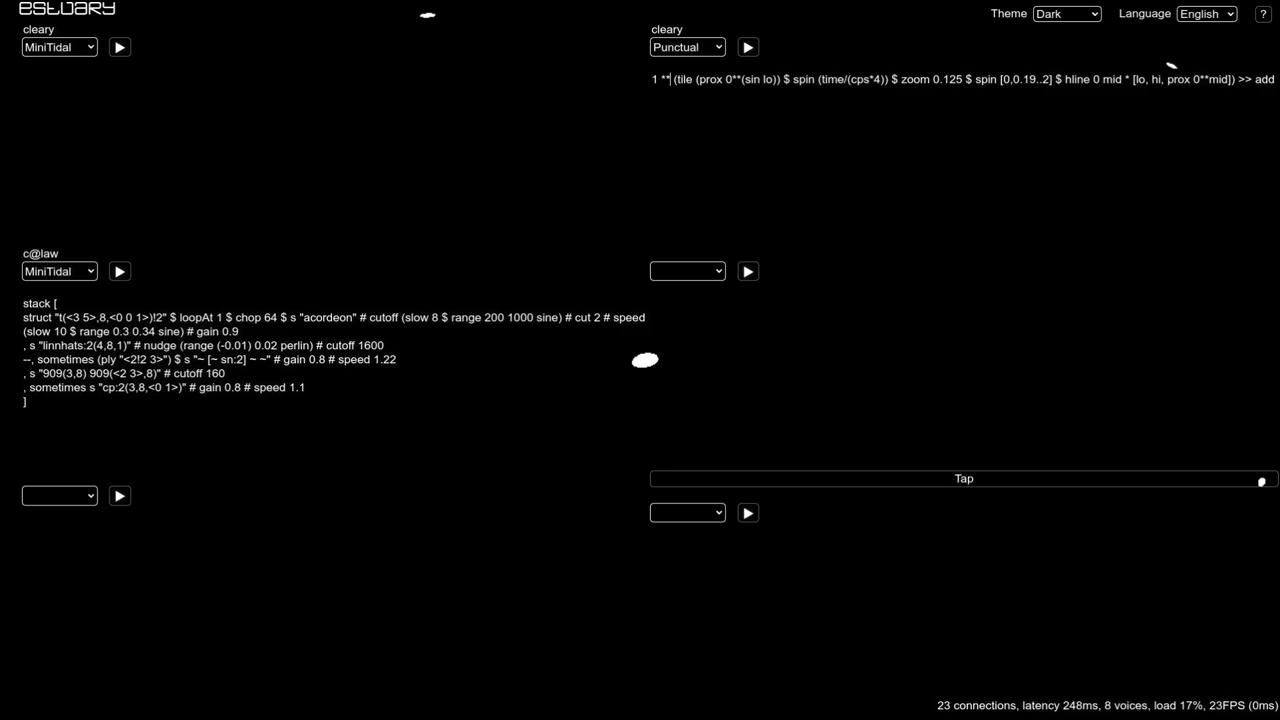 estuary
Theme Dark Language English ?
cleary
MiniTidal
cleary
Punctual
1 **(tile (prox 0**(sin lo)) $ spin (time/(cps*4)) $ zoom 0.125 $ spin [0,0.19..2] $ hline 0 mid * [lo, hi, prox 0**mid]) >> add
c@law
MiniTidal
stack [
struct "t(<3 5>,8,<0 0 1>)!2" $ loopAt 1 $ chop 64 $ s "acordeon" # cutoff (slow 8 $ range 200 1000 sine) # cut 2 # speed
(slow 10 $ range 0.3 0.34 sine) # gain 0.9
, s "linnhats:2(4,8,1)" # nudge (range (-0.01) 0.02 perlin) # cutoff 1600
--, sometimes (ply "<2!2 3>") $ s "~ [~ sn:2] ~ ~" # gain 0.8 # speed 1.22
, s "909(3,8) 909(<2 3>,8)" # cutoff 160
, sometimes s "cp:2(3,8,<0 1>)" # gain 0.8 # speed 1.1
]
Tap
23 connections, latency 248ms, 8 voices, load 17%, 23FPS (0ms)